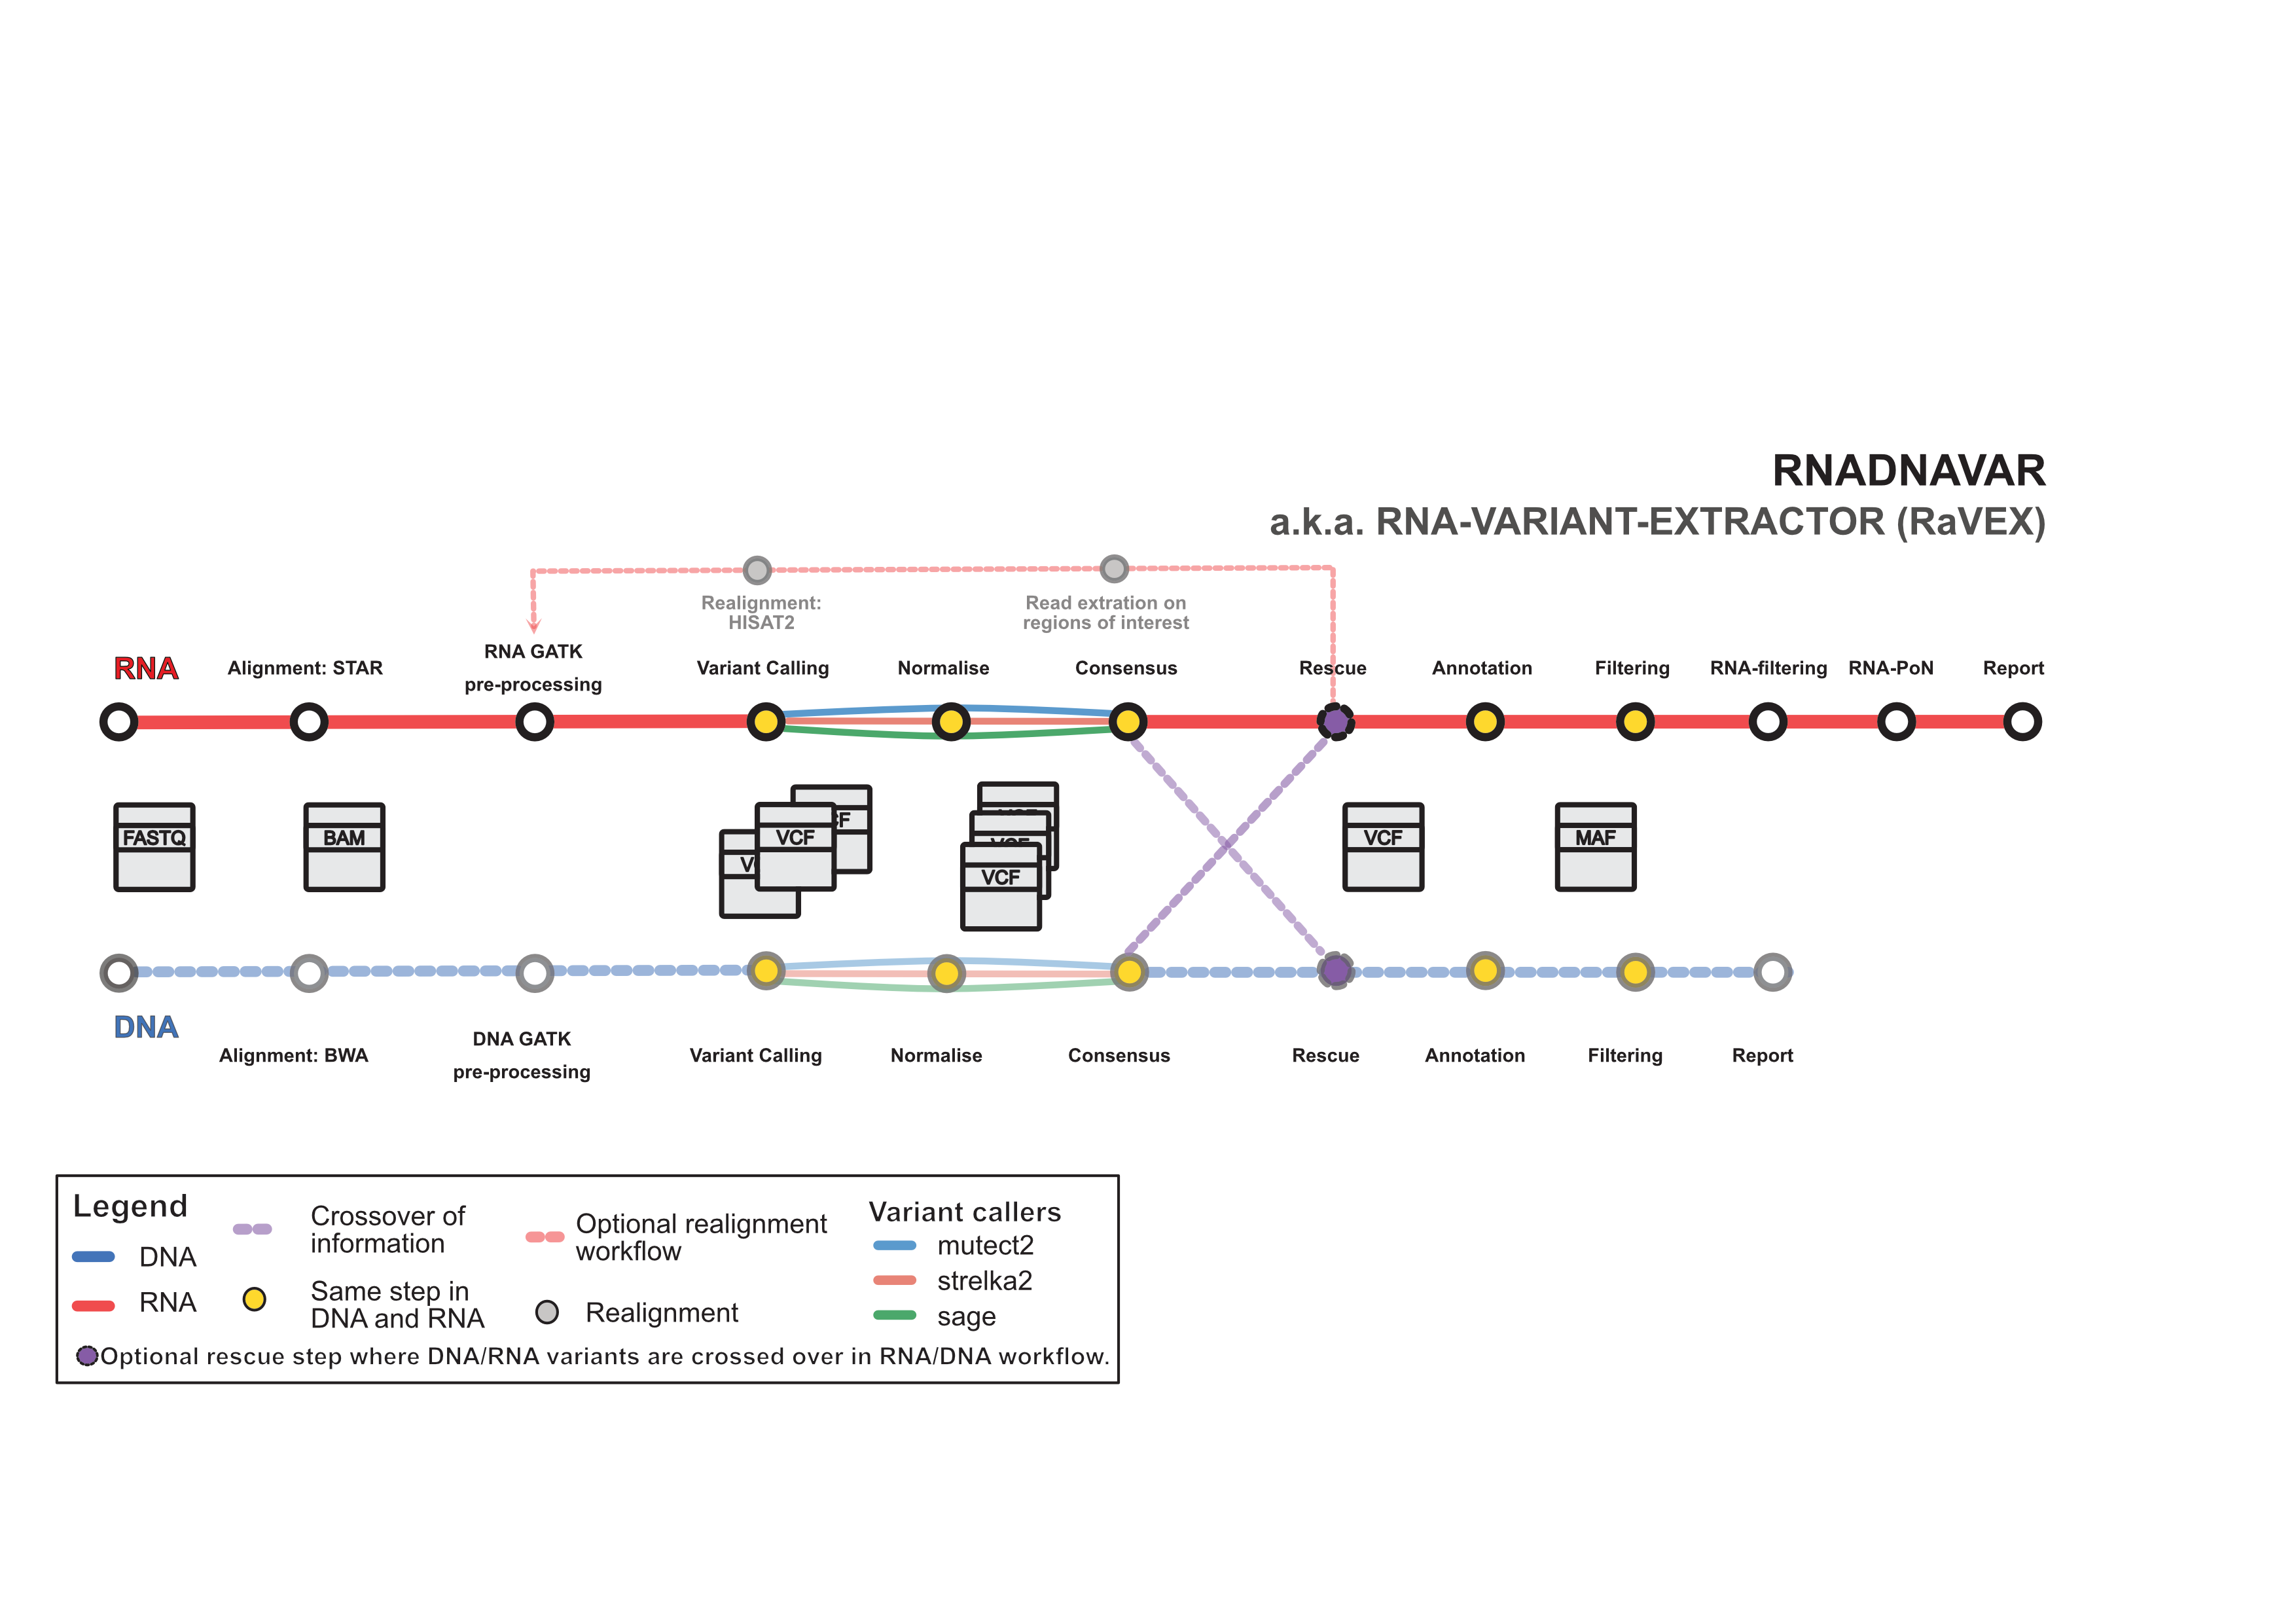 RNADNAVAR
a.k.a. RNA-VARIANT-EXTRACTOR (RaVEX)
Realignment:
HISAT2
Read extration on
regions of interest
RNA
Alignment: STAR
RNA GATK
pre-processing
Variant Calling
Normalise
Consensus
Rescue
Annotation
Filtering
RNA-filtering
RNA-PoN
Report
FASTQ
BAM
VCF
VCF
VCF
MAF
DNA
Alignment: BWA
DNA GATK
pre-processing
Variant Calling
Normalise
Consensus
Rescue
Annotation
Filtering
Report
Legend
DNA
RNA
Crossover of
information
Same step in
DNA and RNA
Optional realignment
workflow
Realignment
Variant callers
mutect2
strelka2
sage
Optional rescue step where DNA/RNA variants are crossed over in RNA/DNA workflow.